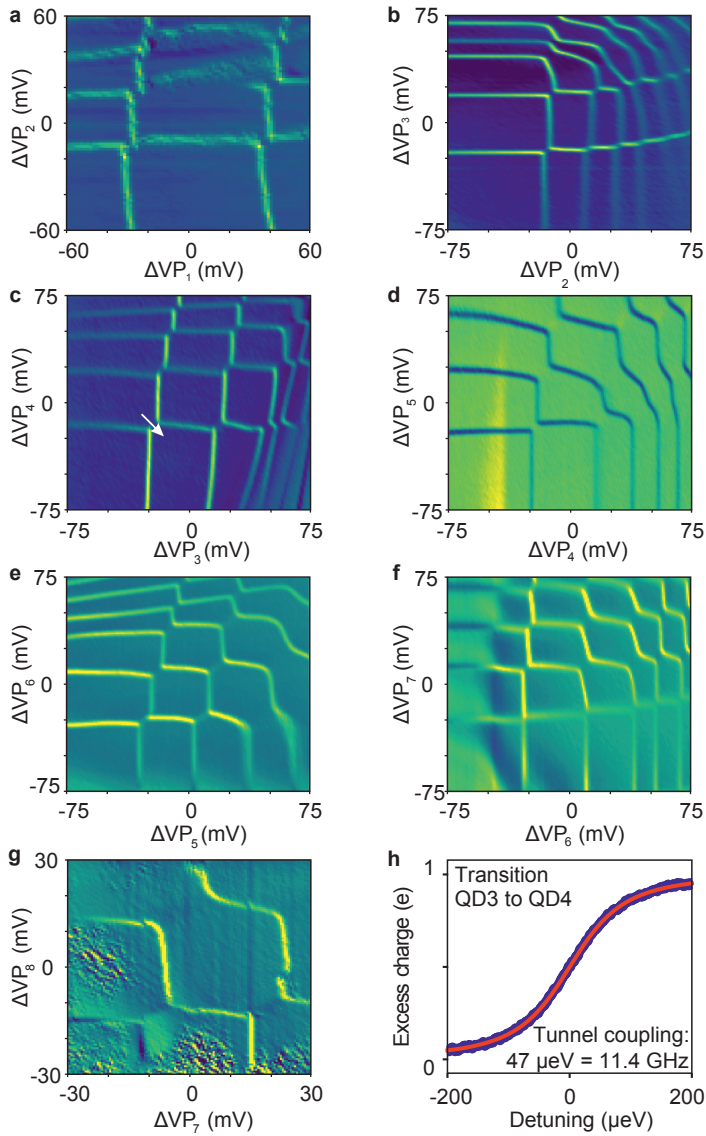 a
60
0
-60
ΔVP₂ (mV)
-60
0
60
ΔVP₁ (mV)
b
75
0
-75
ΔVP₃ (mV)
-75
0
75
ΔVP₂ (mV)
c
75
0
-75
ΔVP₄ (mV)
-75
0
75
ΔVP₃ (mV)
d
75
0
-75
ΔVP₅ (mV)
-75
0
75
ΔVP₄ (mV)
e
75
0
-75
ΔVP₆ (mV)
-75
0
75
ΔVP₅ (mV)
f
75
0
-75
ΔVP₇ (mV)
-75
0
75
ΔVP₆ (mV)
g
30
0
-30
ΔVP₈ (mV)
-30
0
30
ΔVP₇ (mV)
h
1
0
Excess charge (e)
Transition
QD3 to QD4
Tunnel coupling:
47 µeV = 11.4 GHz
-200
0
200
Detuning (µeV)